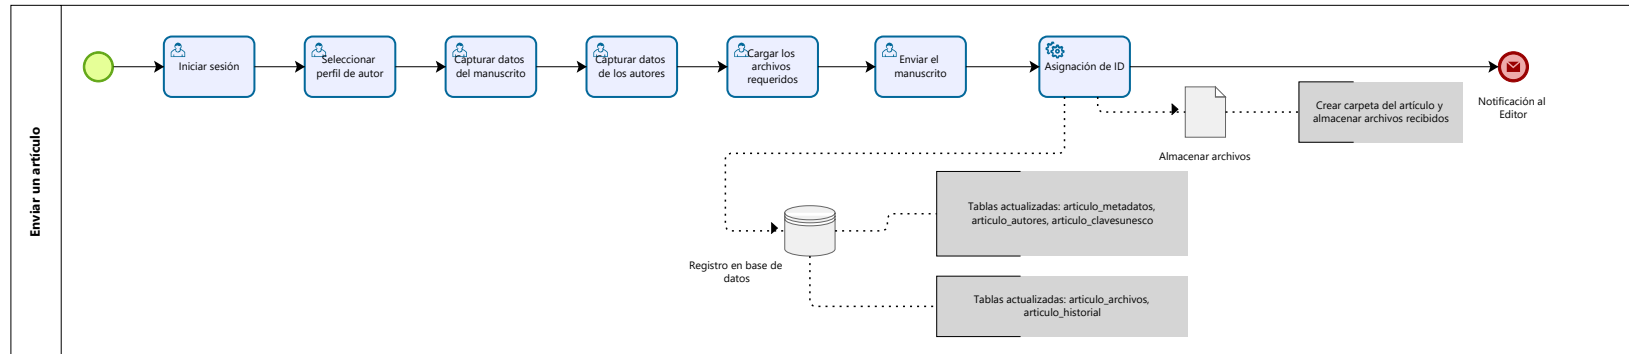 Enviar un artículo
Iniciar sesión
Seleccionar
perfil de autor
Capturar datos
del manuscrito
Capturar datos
de los autores
Cargar los
archivos
requeridos
Enviar el
manuscrito
Asignación de ID
Notificación al
Editor
Almacenar archivos
Crear carpeta del artículo y
almacenar archivos recibidos
Registro en base de
datos
Tablas actualizadas: articulo_metadatos,
articulo_autores, articulo_clavesunesco
Tablas actualizadas: articulo_archivos,
articulo_historial